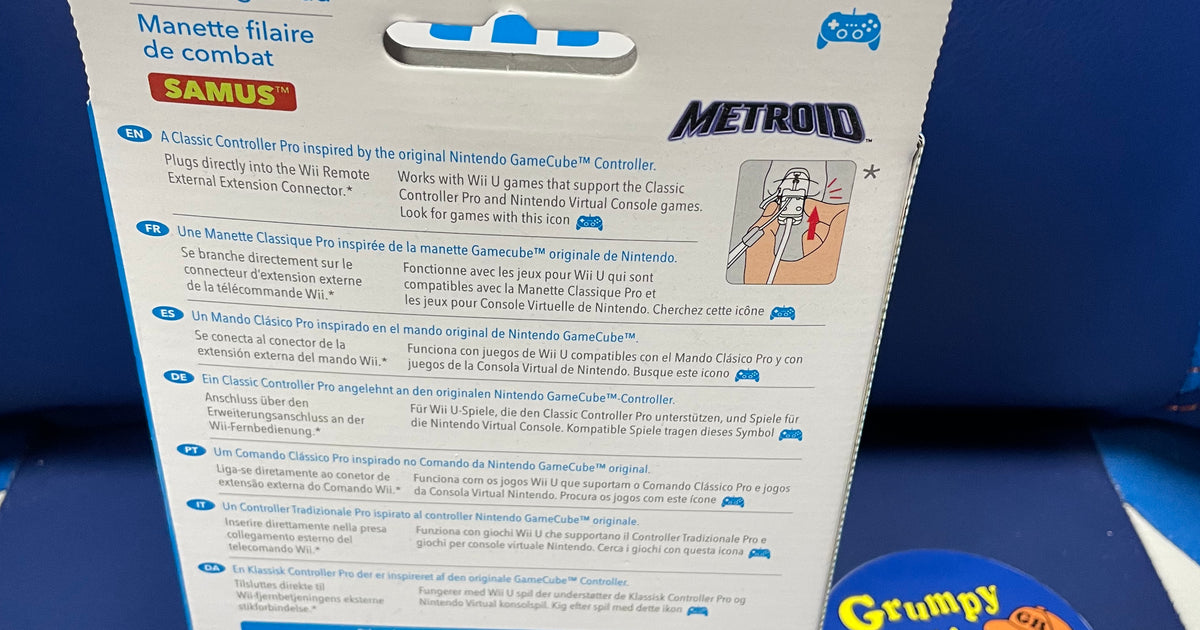 Manette filaire
de combat
SAMUS™
METROID™
EN A Classic Controller Pro inspired by the original Nintendo GameCube™ Controller.
Plugs directly into the Wii Remote
External Extension Connector.*
Works with Wii U games that support the Classic
Controller Pro and Nintendo Virtual Console games.
Look for games with this icon
*
FR Une Manette Classique Pro inspirée de la manette Gamecube™ originale de Nintendo.
Se branche directement sur le
connecteur d'extension externe
de la télécommande Wii.*
Fonctionne avec les jeux pour Wii U qui sont
compatibles avec la Manette Classique Pro et
les jeux pour Console Virtuelle de Nintendo. Cherchez cette icône
ES Un Mando Clásico Pro inspirado en el mando original de Nintendo GameCube™.
Se conecta al conector de la
extensión externa del mando Wii.*
Funciona con juegos de Wii U compatibles con el Mando Clásico Pro y con
juegos de la Consola Virtual de Nintendo. Busque este icono
DE Ein Classic Controller Pro angelehnt an den originalen Nintendo GameCube™-Controller.
Anschluss über den
Erweiterungsanschluss an der
Wii-Fernbedienung.*
Für Wii U-Spiele, die den Classic Controller Pro unterstützen, und Spiele für
die Nintendo Virtual Console. Kompatible Spiele tragen dieses Symbol
PT Um Comando Clássico Pro inspirado no Comando da Nintendo GameCube™ original.
Liga-se diretamente ao conetor de
extensão externa do Comando Wii.*
Funciona com os jogos Wii U que suportam o Comando Clássico Pro e jogos
da Consola Virtual Nintendo. Procura os jogos com este ícone
IT Un Controller Tradizionale Pro ispirato al controller Nintendo GameCube™ originale.
Inserire direttamente nella presa
collegamento esterno del
telecomando Wii.*
Funziona con giochi Wii U che supportano il Controller Tradizionale Pro e
giochi per console virtuale Nintendo. Cerca i giochi con questa icona
DA En Klassisk Controller Pro der er inspireret af den originale GameCube™ Controller.
Tilsluttes direkte til
Wii-fjernbetjeningens eksterne
stikforbindelse.*
Fungerer med Wii U spil der understøtter de Klassisk Controller Pro og
Nintendo Virtual konsolspil. Kig efter spil med dette ikon
Grumpy
GB